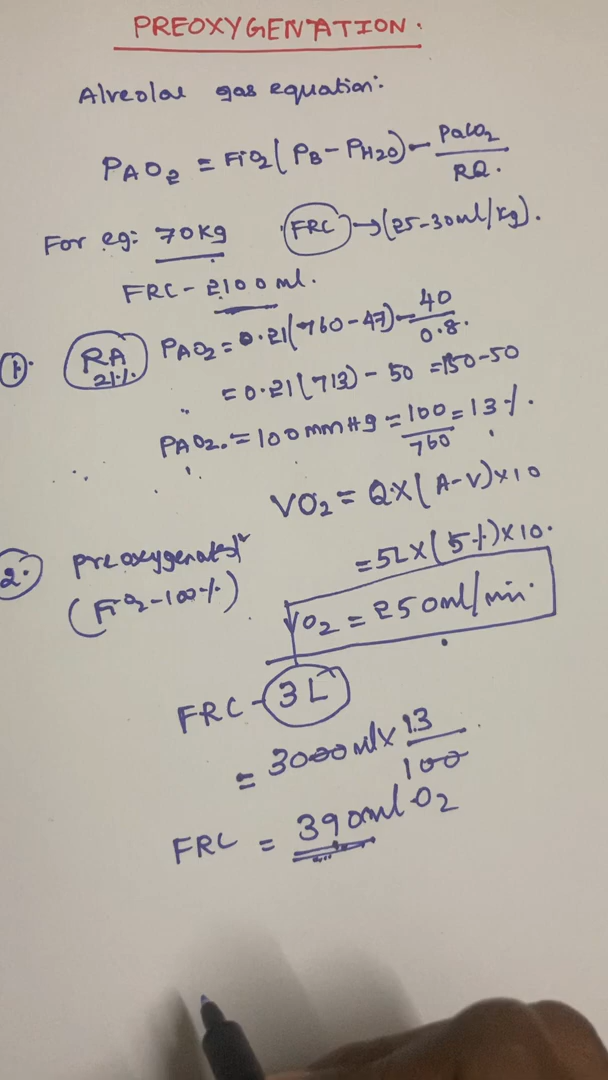 PREOXYGENATION.
Alveolar gas equation:
PAO2 = FiO2 (PB - PH2O) - PaCO2 / RQ.
For eg: 70kg FRC → (25-30ml/kg).
FRC - 2100 ml.
1. RA 21% PAO2 = 0.21(760-47) - 40 / 0.8.
= 0.21(713) - 50 = 150-50
PAO2. = 100mmHg = 100 / 760 = 13%.
VO2 = Q×(A-V)×10
2. preoxygenated = 5L×(5%)×10.
(FiO2-100%) VO2 = 250ml/min.
FRC - 3L
= 3000ml × 13 / 100
FRC = 390ml O2